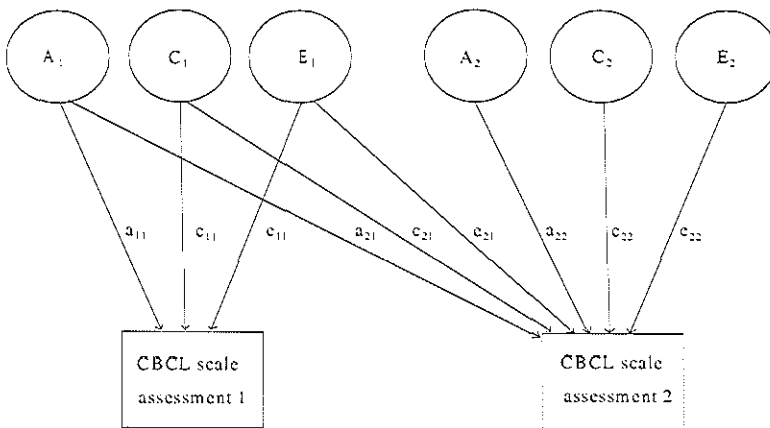 A₁ C₁ E₁ A₂ C₂ E₂
a₁₁ c₁₁ e₁₁ a₂₁ c₂₁ e₂₁ a₂₂ c₂₂ e₂₂
CBCL scale CBCL scale
assessment 1 assessment 2